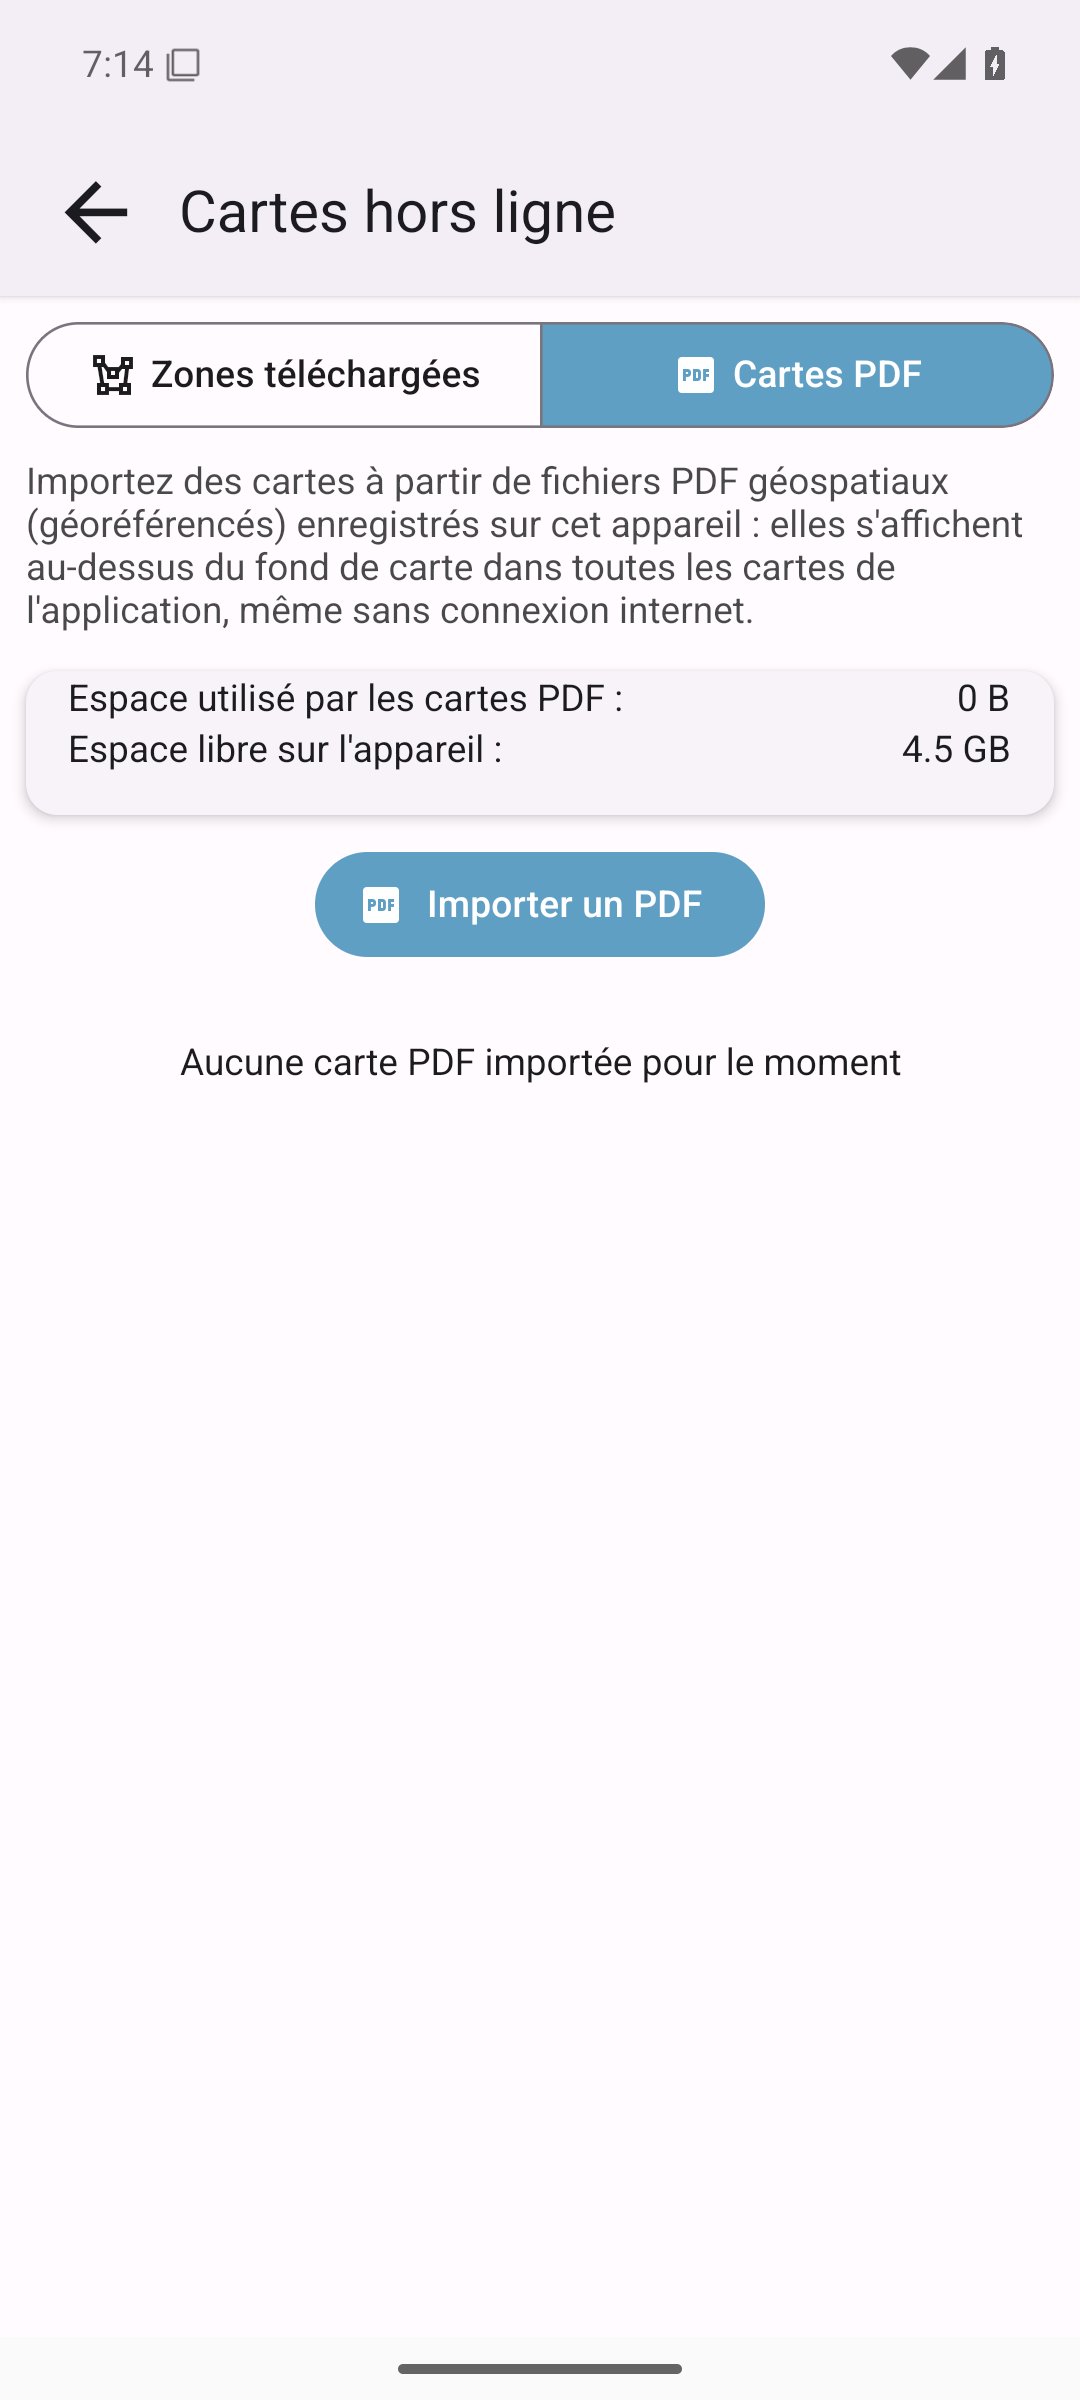 7:14
Cartes hors ligne
Zones téléchargées
PDF Cartes PDF
Importez des cartes à partir de fichiers PDF géospatiaux
(géoréférencés) enregistrés sur cet appareil : elles s'affichent
au-dessus du fond de carte dans toutes les cartes de
l'application, même sans connexion internet.
Espace utilisé par les cartes PDF : 0 B
Espace libre sur l'appareil : 4.5 GB
PDF Importer un PDF
Aucune carte PDF importée pour le moment